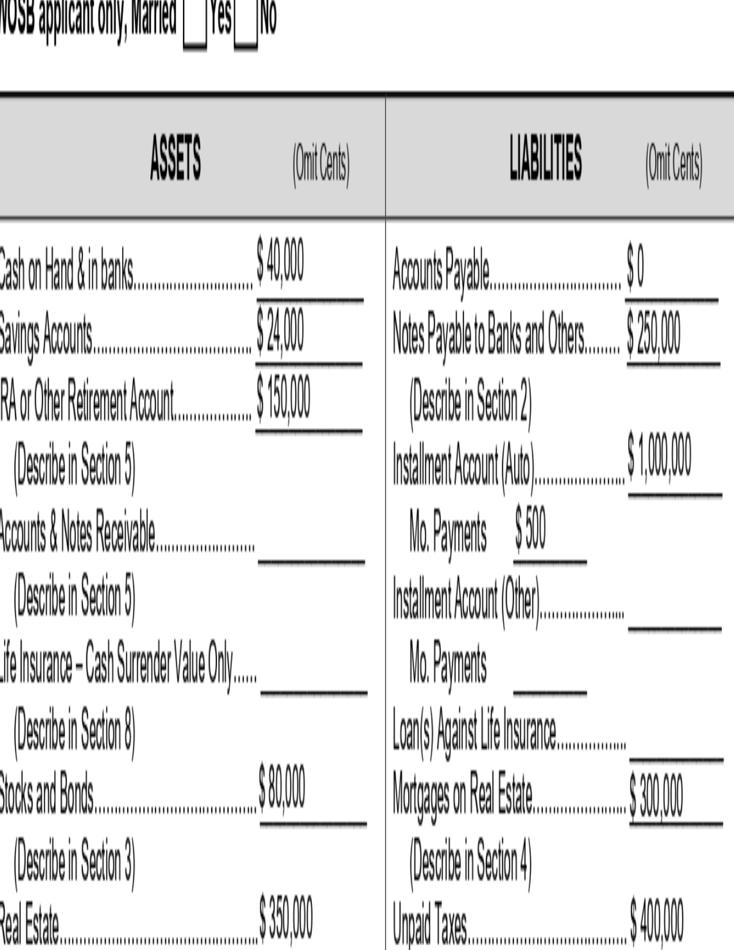 WOSB applicant only, Married Yes No
ASSETS (Omit Cents)
Cash on Hand & in banks........................... $ 40,000
Savings Accounts....................................... $ 24,000
IRA or Other Retirement Account.................. $ 150,000
(Describe in Section 5)
Accounts & Notes Receivable........................
(Describe in Section 5)
Life Insurance – Cash Surrender Value Only......
(Describe in Section 8)
Stocks and Bonds........................................ $ 80,000
(Describe in Section 3)
Real Estate................................................. $ 350,000
LIABILITIES (Omit Cents)
Accounts Payable................................ $ 0
Notes Payable to Banks and Others......... $ 250,000
(Describe in Section 2)
Installment Account (Auto)...................... $ 1,000,000
Mo. Payments $ 500
Installment Account (Other).....................
Mo. Payments
Loan(s) Against Life Insurance.................
Mortgages on Real Estate....................... $ 300,000
(Describe in Section 4)
Unpaid Taxes....................................... $ 400,000